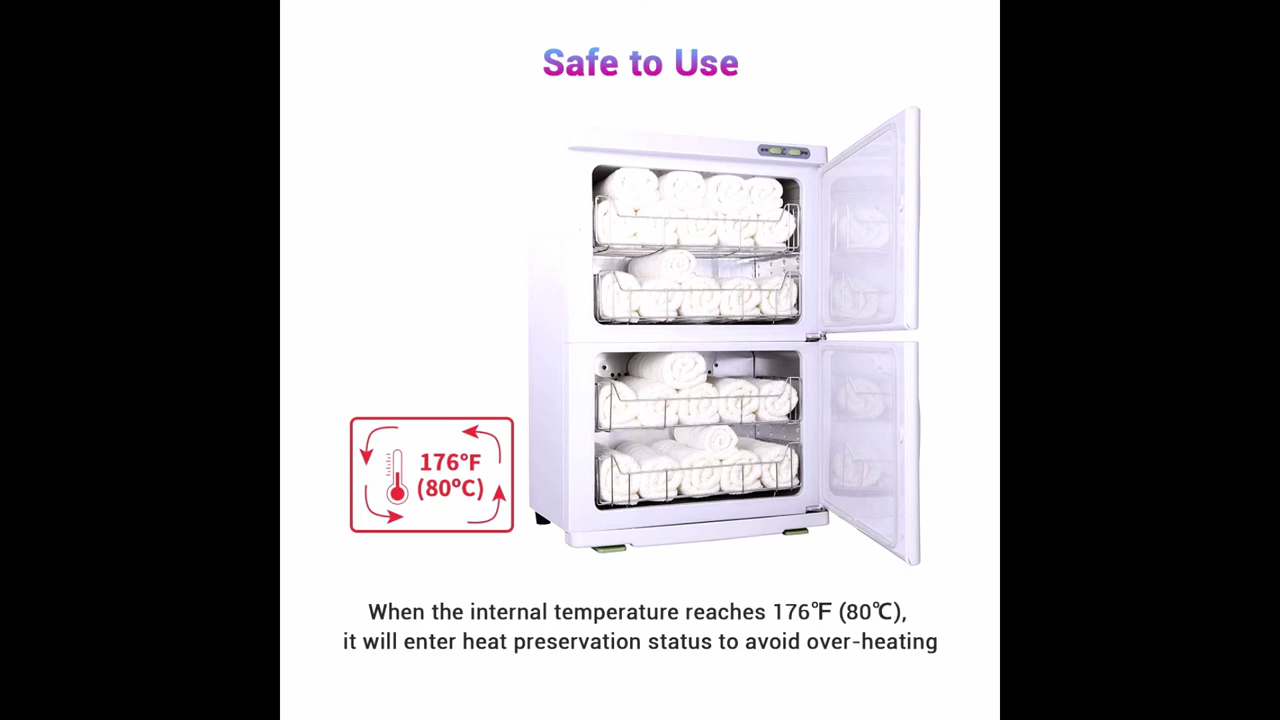 Safe to Use
176°F
(80°C)
When the internal temperature reaches 176℉ (80℃),
it will enter heat preservation status to avoid over-heating